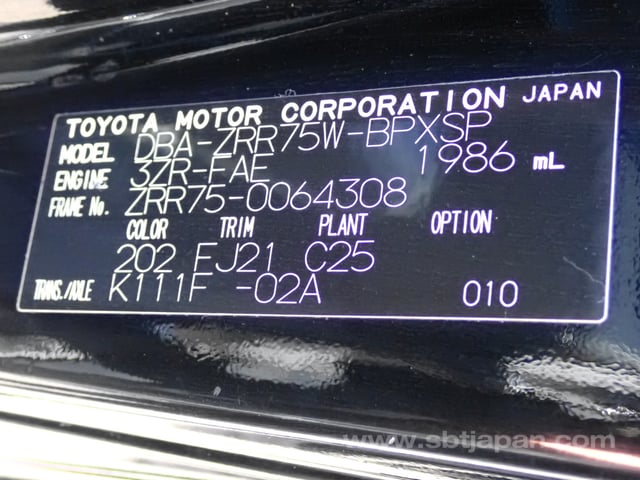 TOYOTA MOTOR CORPORATION JAPAN
MODEL DBA-ZRR75W-BPXSP
ENGINE 3ZR-FAE 1986 mL
FRAME No. ZRR75-0064308
COLOR TRIM PLANT OPTION
202 FJ21 C25
TRANS./AXLE K111F -02A 010
www.sbtjapan.com